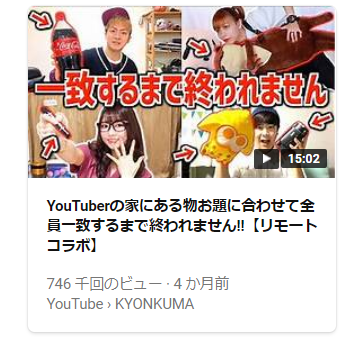 一致するまで終われません
15:02
YouTuberの家にある物お題に合わせて全
員一致するまで終われません!!【リモート
コラボ】
746 千回のビュー · 4 か月前
YouTube › KYONKUMA